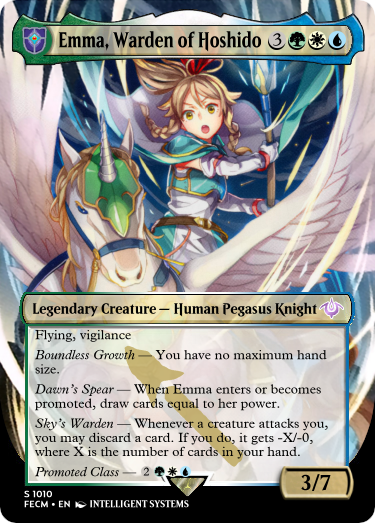 Emma, Warden of Hoshido 3
Legendary Creature — Human Pegasus Knight
Flying, vigilance
Boundless Growth — You have no maximum hand
size.
Dawn's Spear — When Emma enters or becomes
promoted, draw cards equal to her power.
Sky's Warden — Whenever a creature attacks you,
you may discard a card. If you do, it gets -X/-0,
where X is the number of cards in your hand.
Promoted Class — 2
3/7
S 1010
FECM • EN INTELLIGENT SYSTEMS